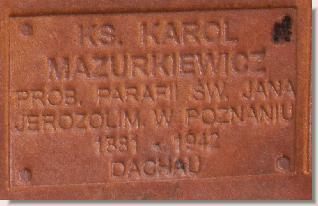 KS. KAROL
MAZURKIEWICZ
PROB. PARAFII ŚW. JANA
JEROZOLIM. W POZNANIU
1881 - 1942
DACHAU